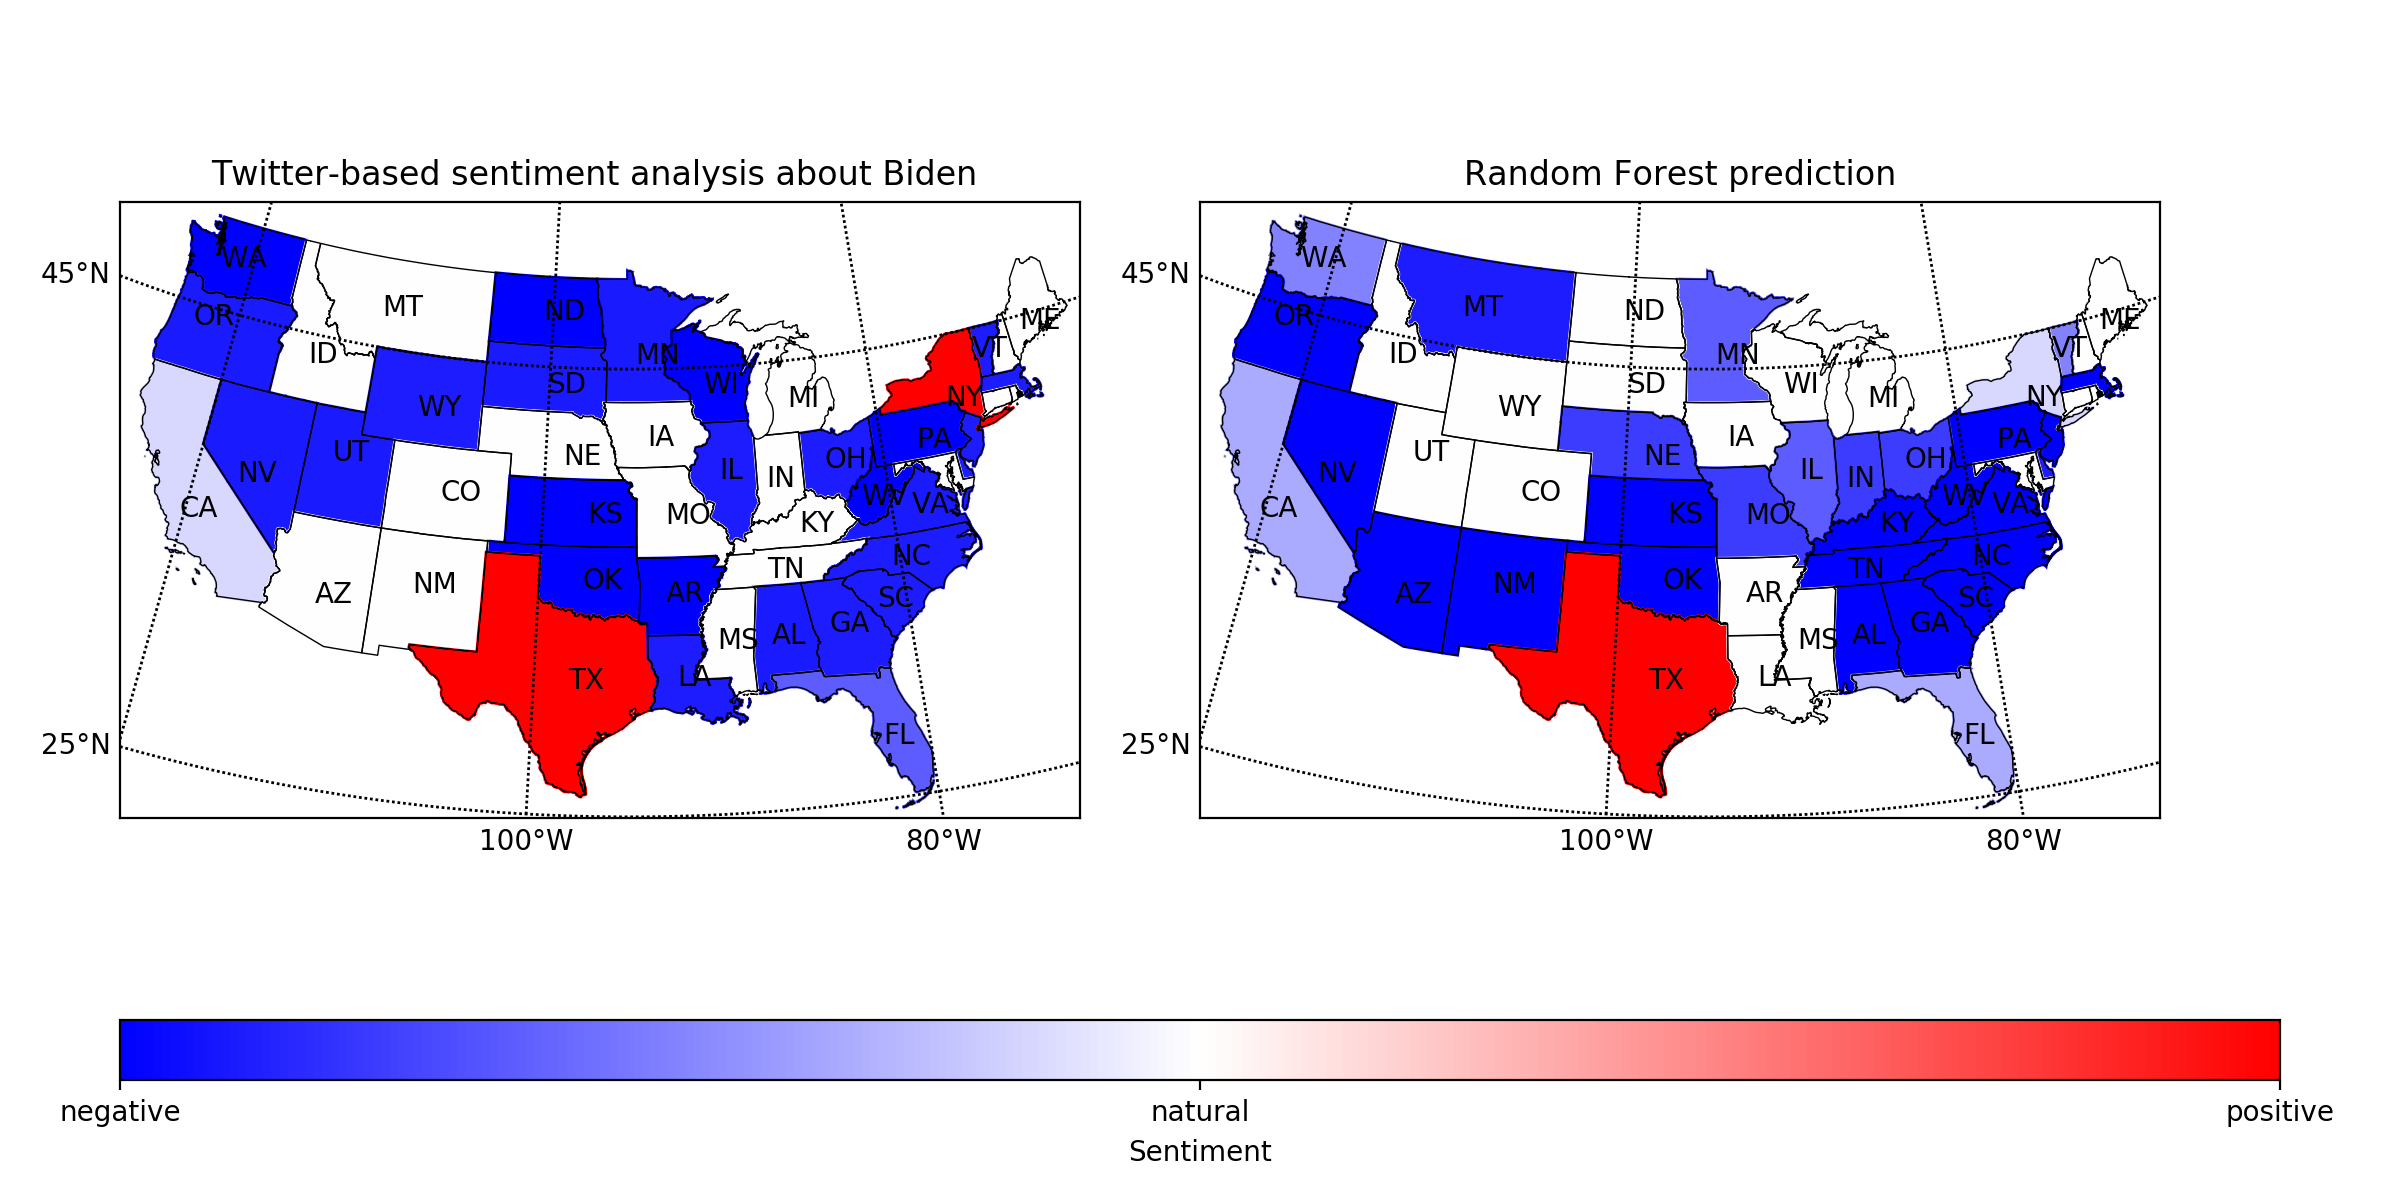 Twitter-based sentiment analysis about Biden
45°N
25°N
100°W
80°W
WA
OR
CA
ID
NV
MT
WY
UT
AZ
CO
NM
ND
SD
NE
KS
OK
TX
MN
IA
MO
AR
LA
WI
IL
MS
MI
IN
KY
TN
AL
OH
WV
VA
NC
SC
GA
FL
PA
NY
VT
ME
Random Forest prediction
45°N
25°N
100°W
80°W
WA
OR
CA
ID
NV
MT
WY
UT
AZ
CO
NM
ND
SD
NE
KS
OK
TX
MN
IA
MO
AR
LA
WI
IL
MS
MI
IN
KY
TN
AL
OH
WV
VA
NC
SC
GA
FL
PA
NY
VT
ME
negative
natural
positive
Sentiment